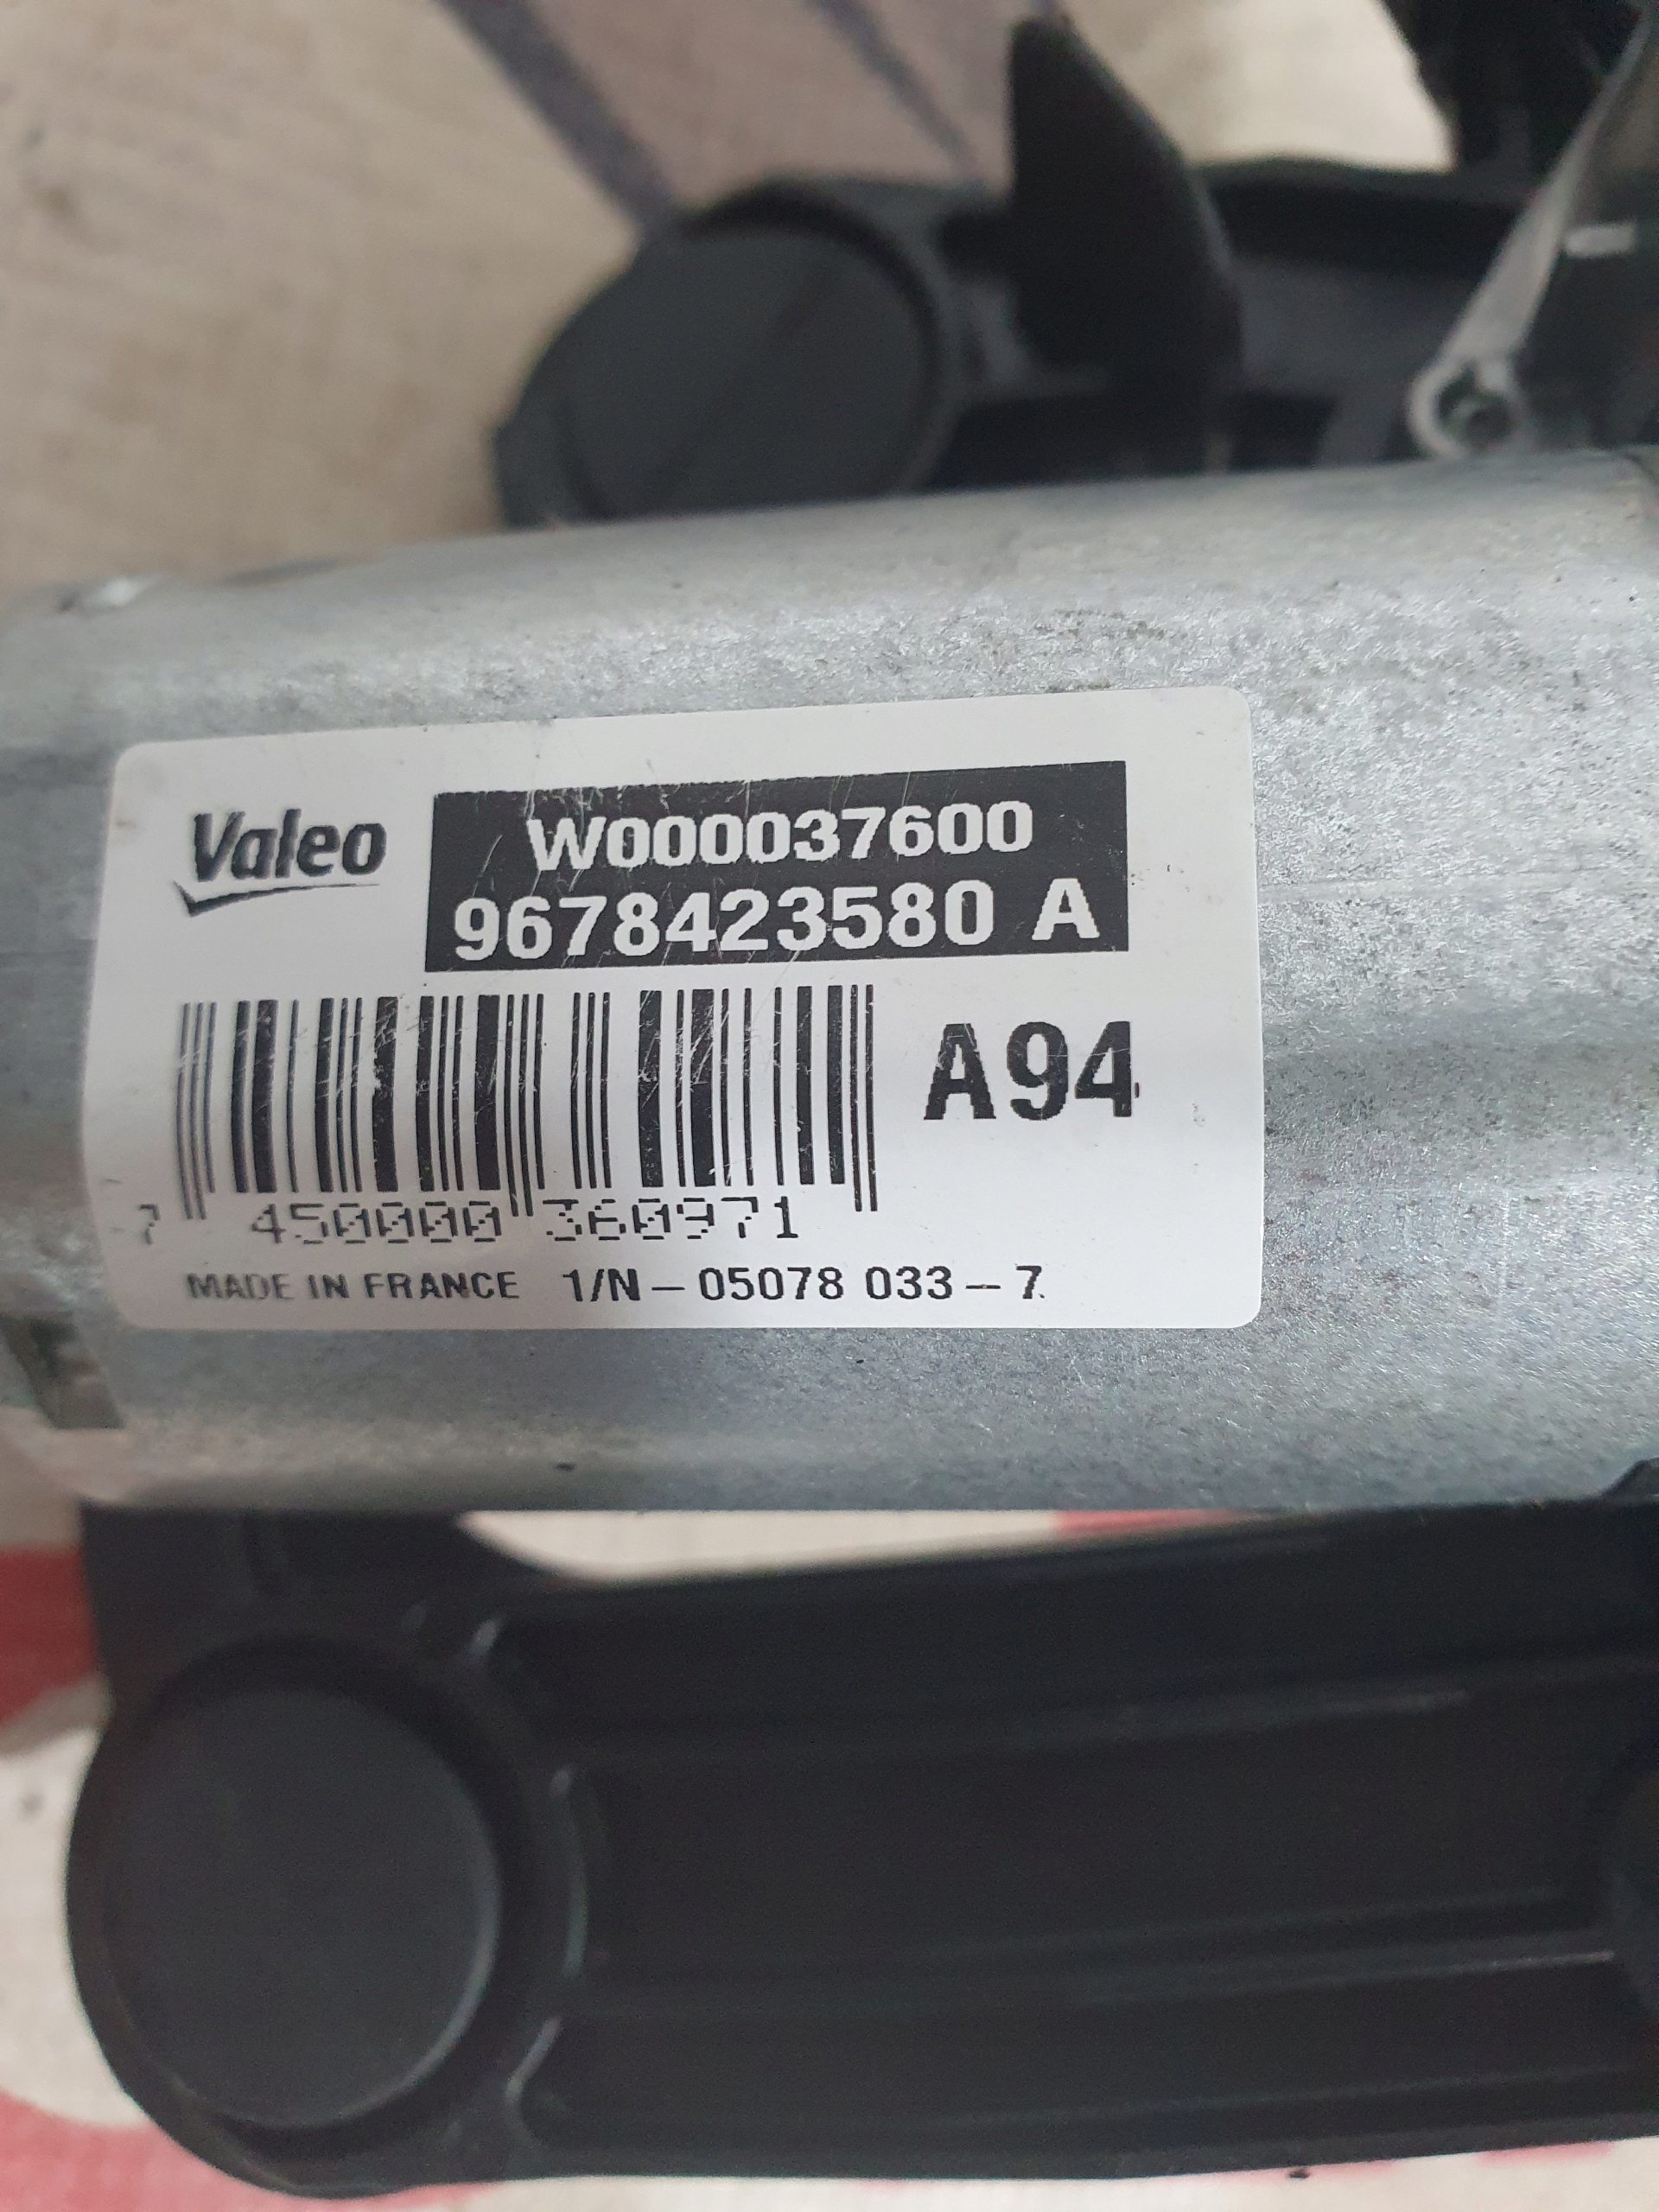 Valeo
W000037600
9678423580 A
A94
7 450000 360971
MADE IN FRANCE 1/N – 05078 033 – 7